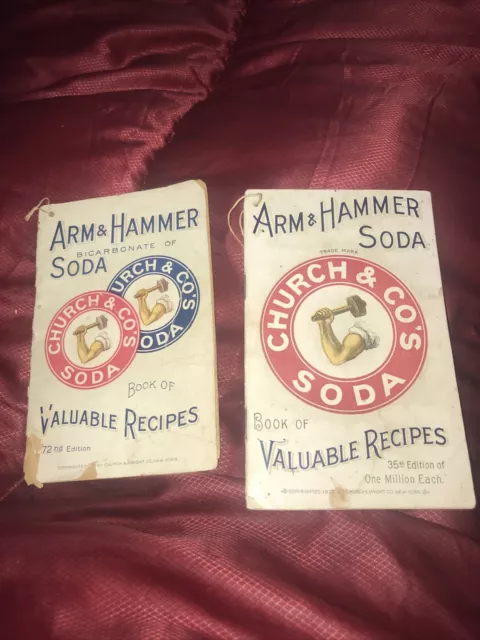 ARM & HAMMER
BICARBONATE OF
SODA
CHURCH & CO'S
SODA
CHURCH & CO'S
SODA
BOOK OF
VALUABLE RECIPES
72nd Edition
ARM & HAMMER
SODA
TRADE MARK
CHURCH & CO'S
SODA
BOOK OF
VALUABLE RECIPES
35th Edition of
One Million Each.